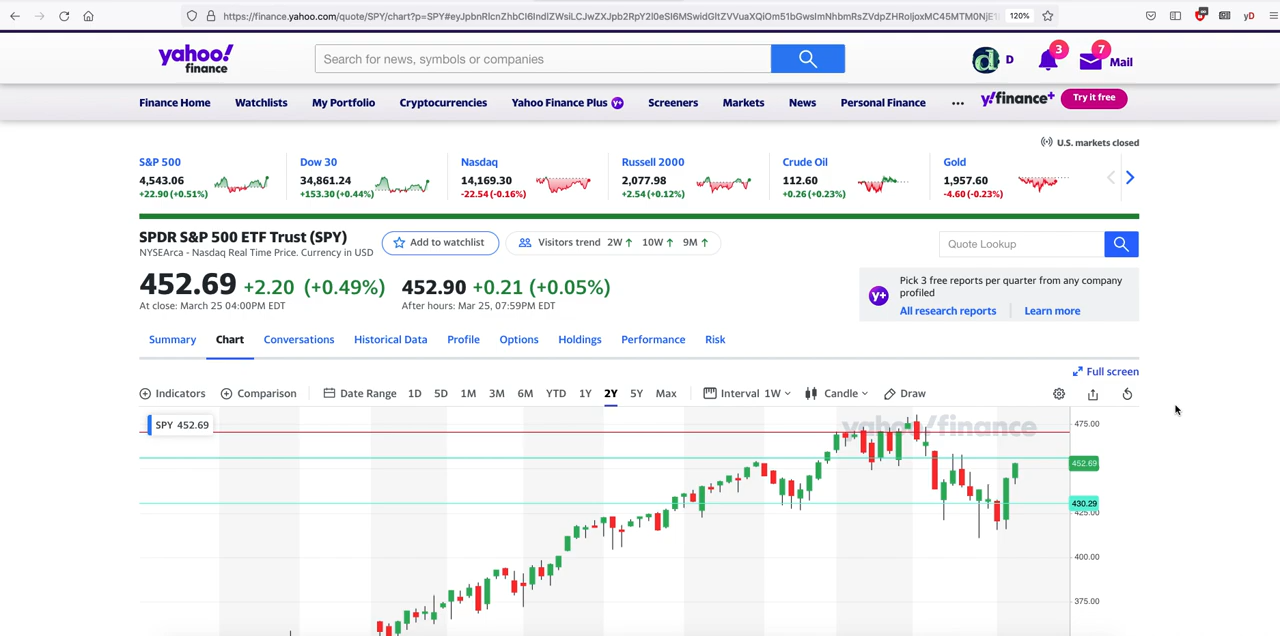 https://finance.yahoo.com/quote/SPY/chart?p=SPY#
120%
yD
yahoo!
finance
Search for news, symbols or companies
d D 3 7 Mail
Finance Home Watchlists My Portfolio Cryptocurrencies Yahoo Finance Plus Y+ Screeners Markets News Personal Finance ... y!finance+ Try it free
U.S. markets closed
S&P 500 Dow 30 Nasdaq Russell 2000 Crude Oil Gold
4,543.06 34,861.24 14,169.30 2,077.98 112.60 1,957.60
+22.90 (+0.51%) +153.30 (+0.44%) -22.54 (-0.16%) +2.54 (+0.12%) +0.26 (+0.23%) -4.60 (-0.23%)
SPDR S&P 500 ETF Trust (SPY)
NYSEArca - Nasdaq Real Time Price. Currency in USD
Add to watchlist
Visitors trend 2W↑ 10W↑ 9M↑
Quote Lookup
452.69 +2.20 (+0.49%) 452.90 +0.21 (+0.05%)
At close: March 25 04:00PM EDT After hours: Mar 25, 07:59PM EDT
y+
Pick 3 free reports per quarter from any company
profiled
All research reports Learn more
Summary Chart Conversations Historical Data Profile Options Holdings Performance Risk
Full screen
Indicators Comparison Date Range 1D 5D 1M 3M 6M YTD 1Y 2Y 5Y Max Interval 1W Candle Draw
SPY 452.69
yahoo!finance
475.00
452.69
430.29
425.00
400.00
375.00